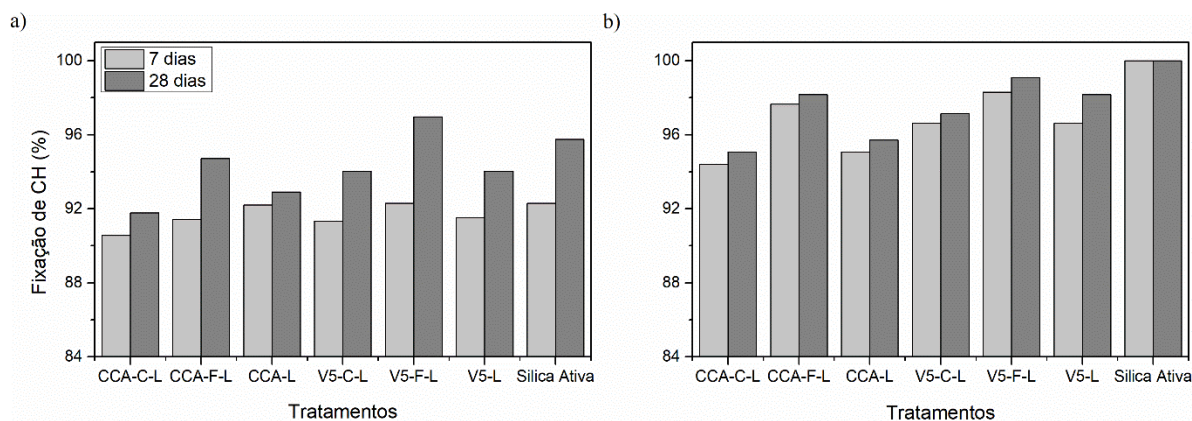 a)
7 dias
28 dias
100
96
92
88
84
Fixação de CH (%)
CCA-C-L CCA-F-L CCA-L V5-C-L V5-F-L V5-L Silica Ativa
Tratamentos
b)
100
96
92
88
84
CCA-C-L CCA-F-L CCA-L V5-C-L V5-F-L V5-L Silica Ativa
Tratamentos